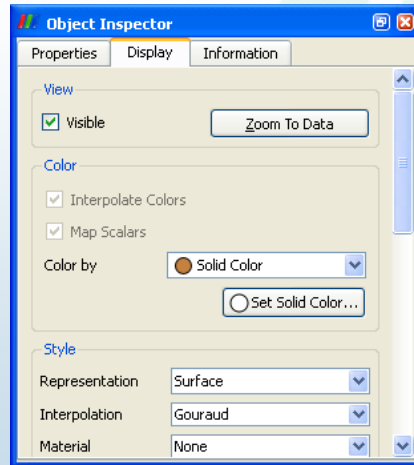 Object Inspector
Properties Display Information
View
Visible Zoom To Data
Color
Interpolate Colors
Map Scalars
Color by Solid Color
Set Solid Color...
Style
Representation Surface
Interpolation Gouraud
Material None